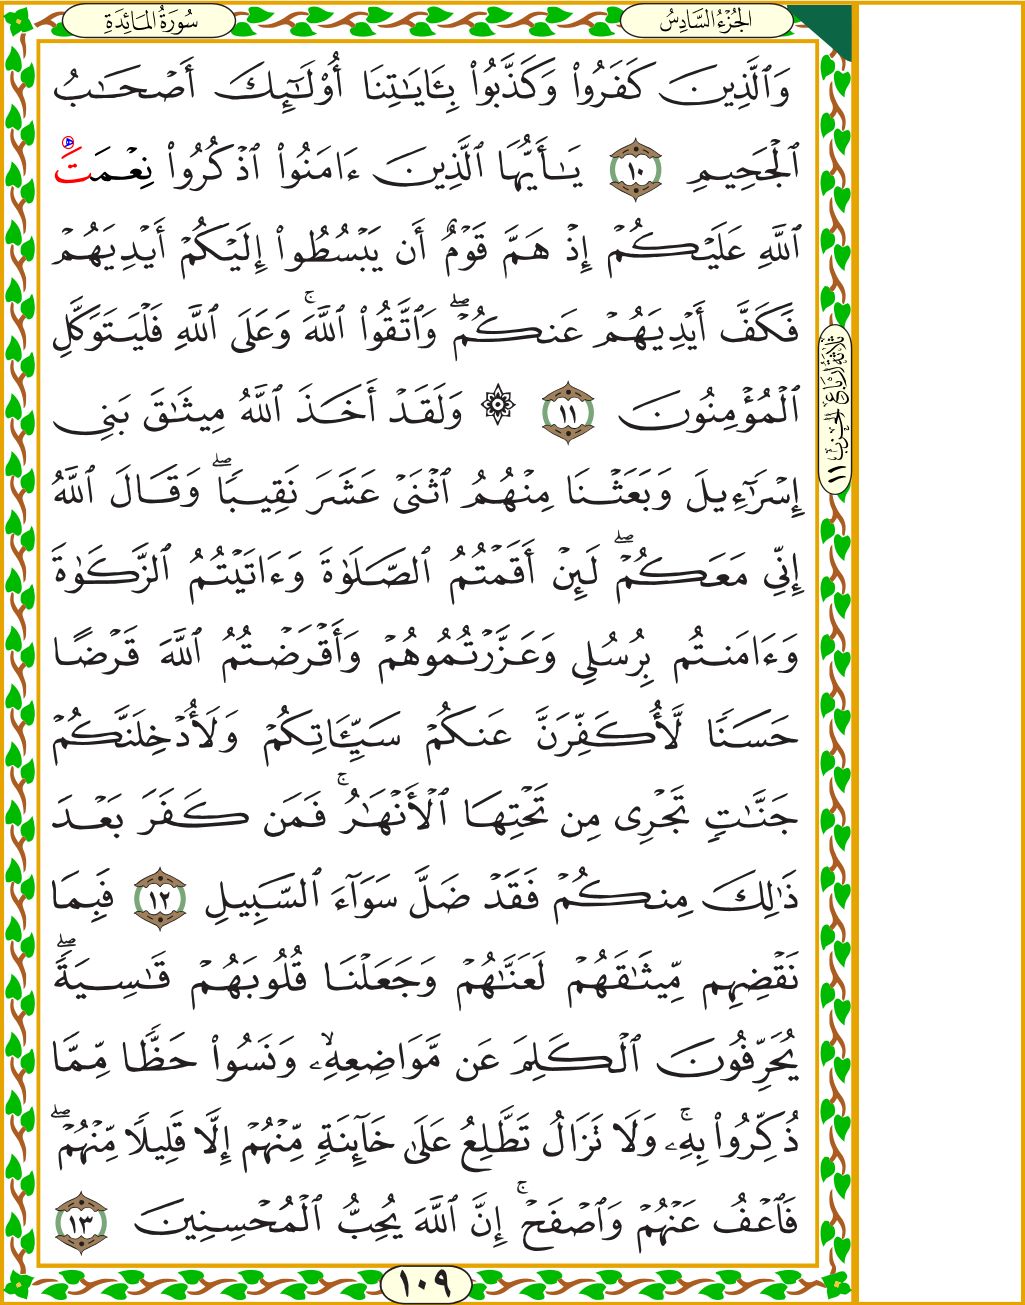 الجُزْءُ السَّادِسُ
سُورَةُ المَائِدَةِ
وَٱلَّذِينَ كَفَرُوا۟ وَكَذَّبُوا۟ بِـَٔايَـٰتِنَآ أُو۟لَـٰٓئِكَ أَصْحَـٰبُ
ٱلْجَحِيمِ ١٠ يَـٰٓأَيُّهَا ٱلَّذِينَ ءَامَنُوا۟ ٱذْكُرُوا۟ نِعْمَتَ
ٱللَّهِ عَلَيْكُمْ إِذْ هَمَّ قَوْمٌ أَن يَبْسُطُوٓا۟ إِلَيْكُمْ أَيْدِيَهُمْ
فَكَفَّ أَيْدِيَهُمْ عَنكُمْ ۖ وَٱتَّقُوا۟ ٱللَّهَ ۚ وَعَلَى ٱللَّهِ فَلْيَتَوَكَّلِ
ٱلْمُؤْمِنُونَ ١١ ۞ وَلَقَدْ أَخَذَ ٱللَّهُ مِيثَـٰقَ بَنِىٓ
إِسْرَٰٓءِيلَ وَبَعَثْنَا مِنْهُمُ ٱثْنَىْ عَشَرَ نَقِيبًا ۖ وَقَالَ ٱللَّهُ
إِنِّى مَعَكُمْ ۖ لَئِنْ أَقَمْتُمُ ٱلصَّلَوٰةَ وَءَاتَيْتُمُ ٱلزَّكَوٰةَ
وَءَامَنتُم بِرُسُلِى وَعَزَّرْتُمُوهُمْ وَأَقْرَضْتُمُ ٱللَّهَ قَرْضًا
حَسَنًا لَّأُكَفِّرَنَّ عَنكُمْ سَيِّـَٔاتِكُمْ وَلَأُدْخِلَنَّكُمْ
جَنَّـٰتٍ تَجْرِى مِن تَحْتِهَا ٱلْأَنْهَـٰرُ ۚ فَمَن كَفَرَ بَعْدَ
ذَٰلِكَ مِنكُمْ فَقَدْ ضَلَّ سَوَآءَ ٱلسَّبِيلِ ١٢ فَبِمَا
نَقْضِهِم مِّيثَـٰقَهُمْ لَعَنَّـٰهُمْ وَجَعَلْنَا قُلُوبَهُمْ قَـٰسِيَةً ۖ
يُحَرِّفُونَ ٱلْكَلِمَ عَن مَّوَاضِعِهِۦ ۙ وَنَسُوا۟ حَظًّا مِّمَّا
ذُكِّرُوا۟ بِهِۦ ۚ وَلَا تَزَالُ تَطَّلِعُ عَلَىٰ خَآئِنَةٍ مِّنْهُمْ إِلَّا قَلِيلًا مِّنْهُمْ ۖ
فَٱعْفُ عَنْهُمْ وَٱصْفَحْ ۚ إِنَّ ٱللَّهَ يُحِبُّ ٱلْمُحْسِنِينَ ١٣
ثَلَاثَةُ أَرْبَاعِ الحِزْبِ ١١
١٠٩